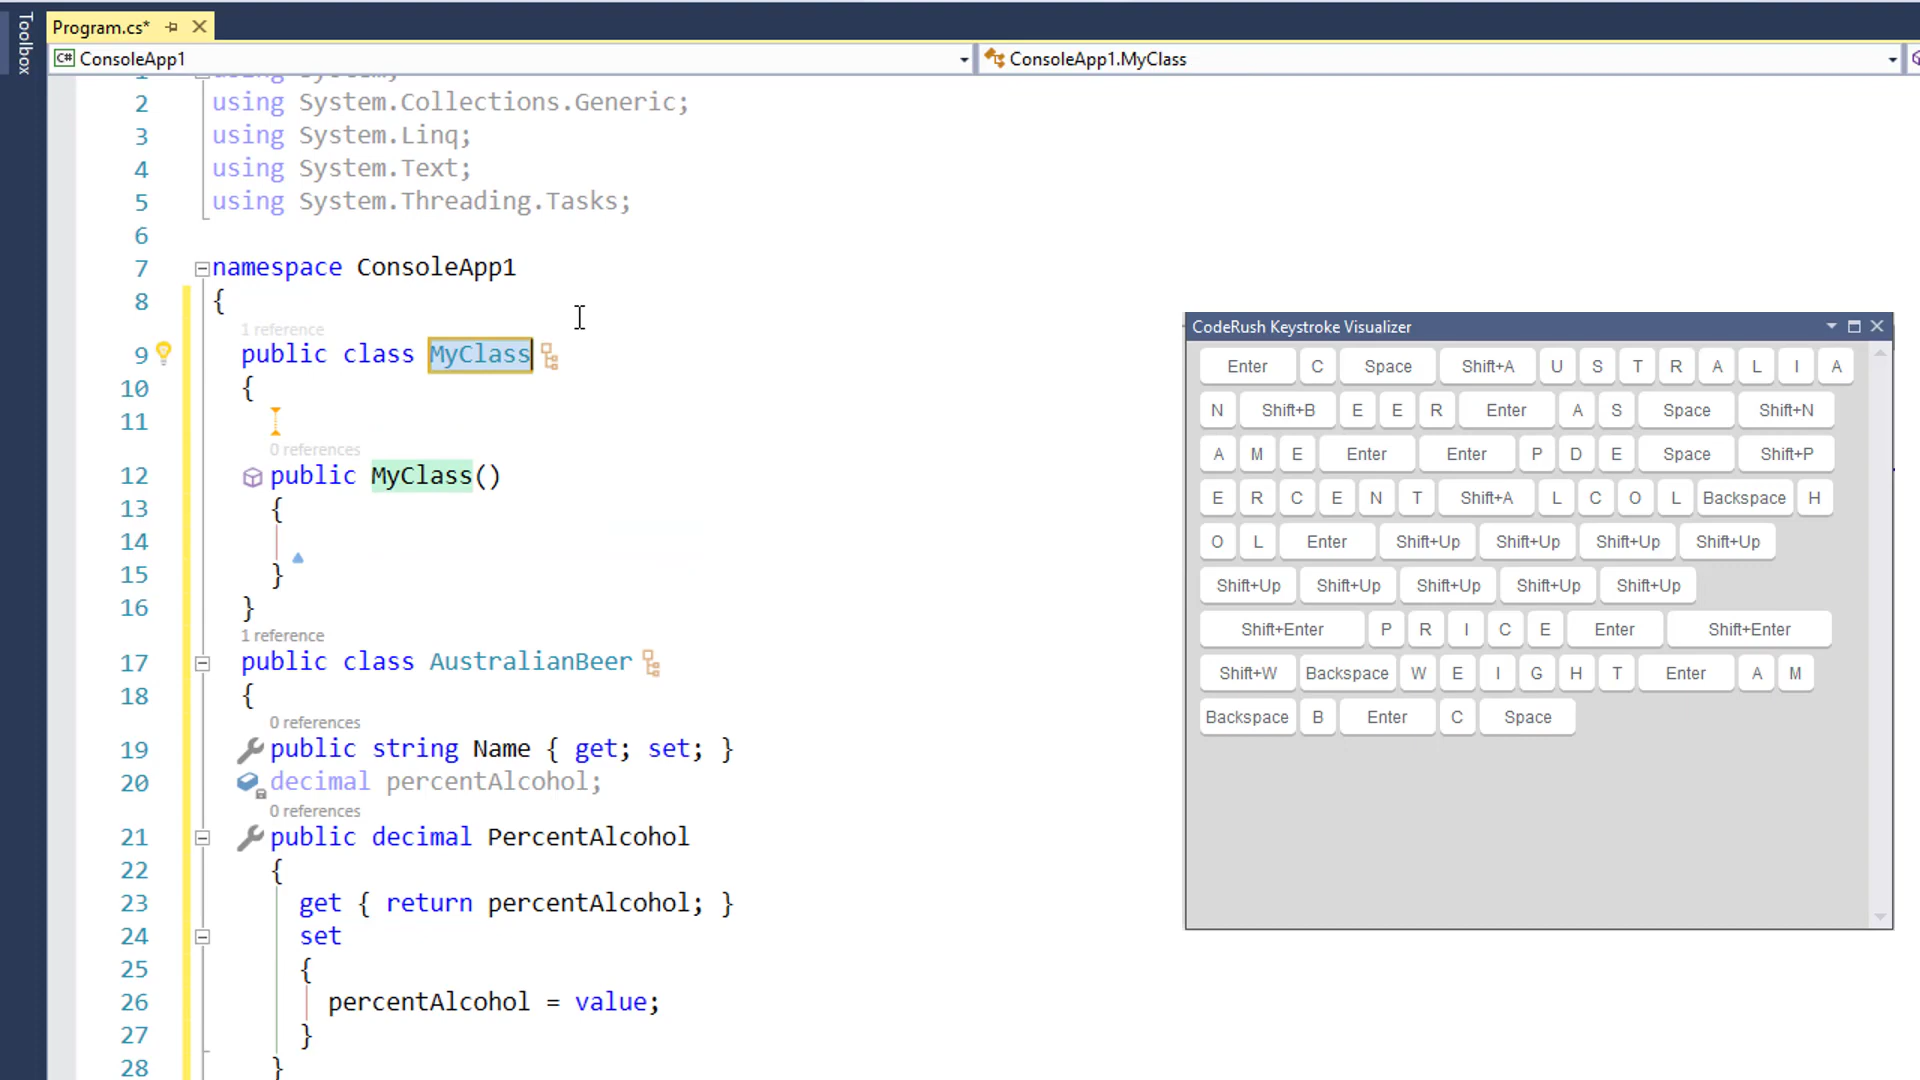 Toolbox
Program.cs*
C# ConsoleApp1
ConsoleApp1.MyClass
1 using System;
2 using System.Collections.Generic;
3 using System.Linq;
4 using System.Text;
5 using System.Threading.Tasks;
6
7 namespace ConsoleApp1
8 {
1 reference
9 public class MyClass
10 {
11
0 references
12 public MyClass()
13 {
14
15 }
16 }
1 reference
17 public class AustralianBeer
18 {
0 references
19 public string Name { get; set; }
20 decimal percentAlcohol;
0 references
21 public decimal PercentAlcohol
22 {
23 get { return percentAlcohol; }
24 set
25 {
26 percentAlcohol = value;
27 }
28 }
CodeRush Keystroke Visualizer
Enter C Space Shift+A U S T R A L I A
N Shift+B E E R Enter A S Space Shift+N
A M E Enter Enter P D E Space Shift+P
E R C E N T Shift+A L C O L Backspace H
O L Enter Shift+Up Shift+Up Shift+Up Shift+Up
Shift+Up Shift+Up Shift+Up Shift+Up Shift+Up
Shift+Enter P R I C E Enter Shift+Enter
Shift+W Backspace W E I G H T Enter A M
Backspace B Enter C Space